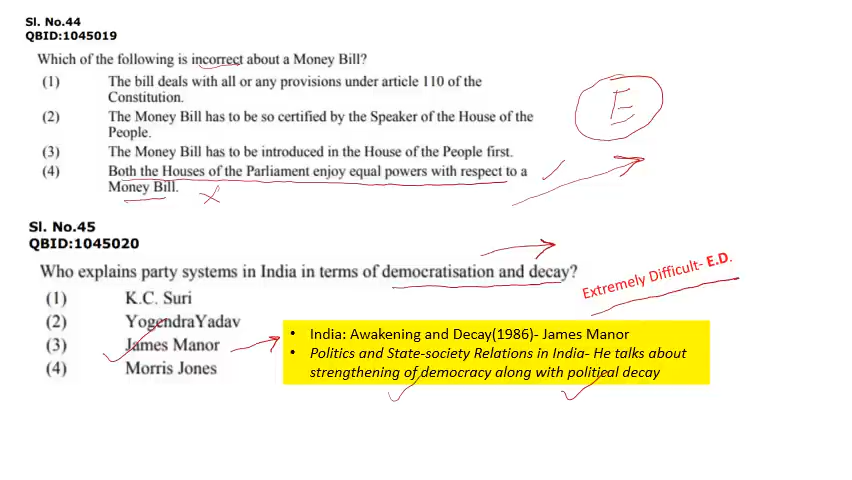 Sl. No.44
QBID:1045019
Which of the following is incorrect about a Money Bill?
(1) The bill deals with all or any provisions under article 110 of the
Constitution.
(2) The Money Bill has to be so certified by the Speaker of the House of the
People.
(3) The Money Bill has to be introduced in the House of the People first.
(4) Both the Houses of the Parliament enjoy equal powers with respect to a
Money Bill.
E
Sl. No.45
QBID:1045020
Who explains party systems in India in terms of democratisation and decay?
Extremely Difficult- E.D.
(1) K.C. Suri
(2) YogendraYadav
(3) James Manor
(4) Morris Jones
• India: Awakening and Decay(1986)- James Manor
• Politics and State-society Relations in India- He talks about
strengthening of democracy along with political decay